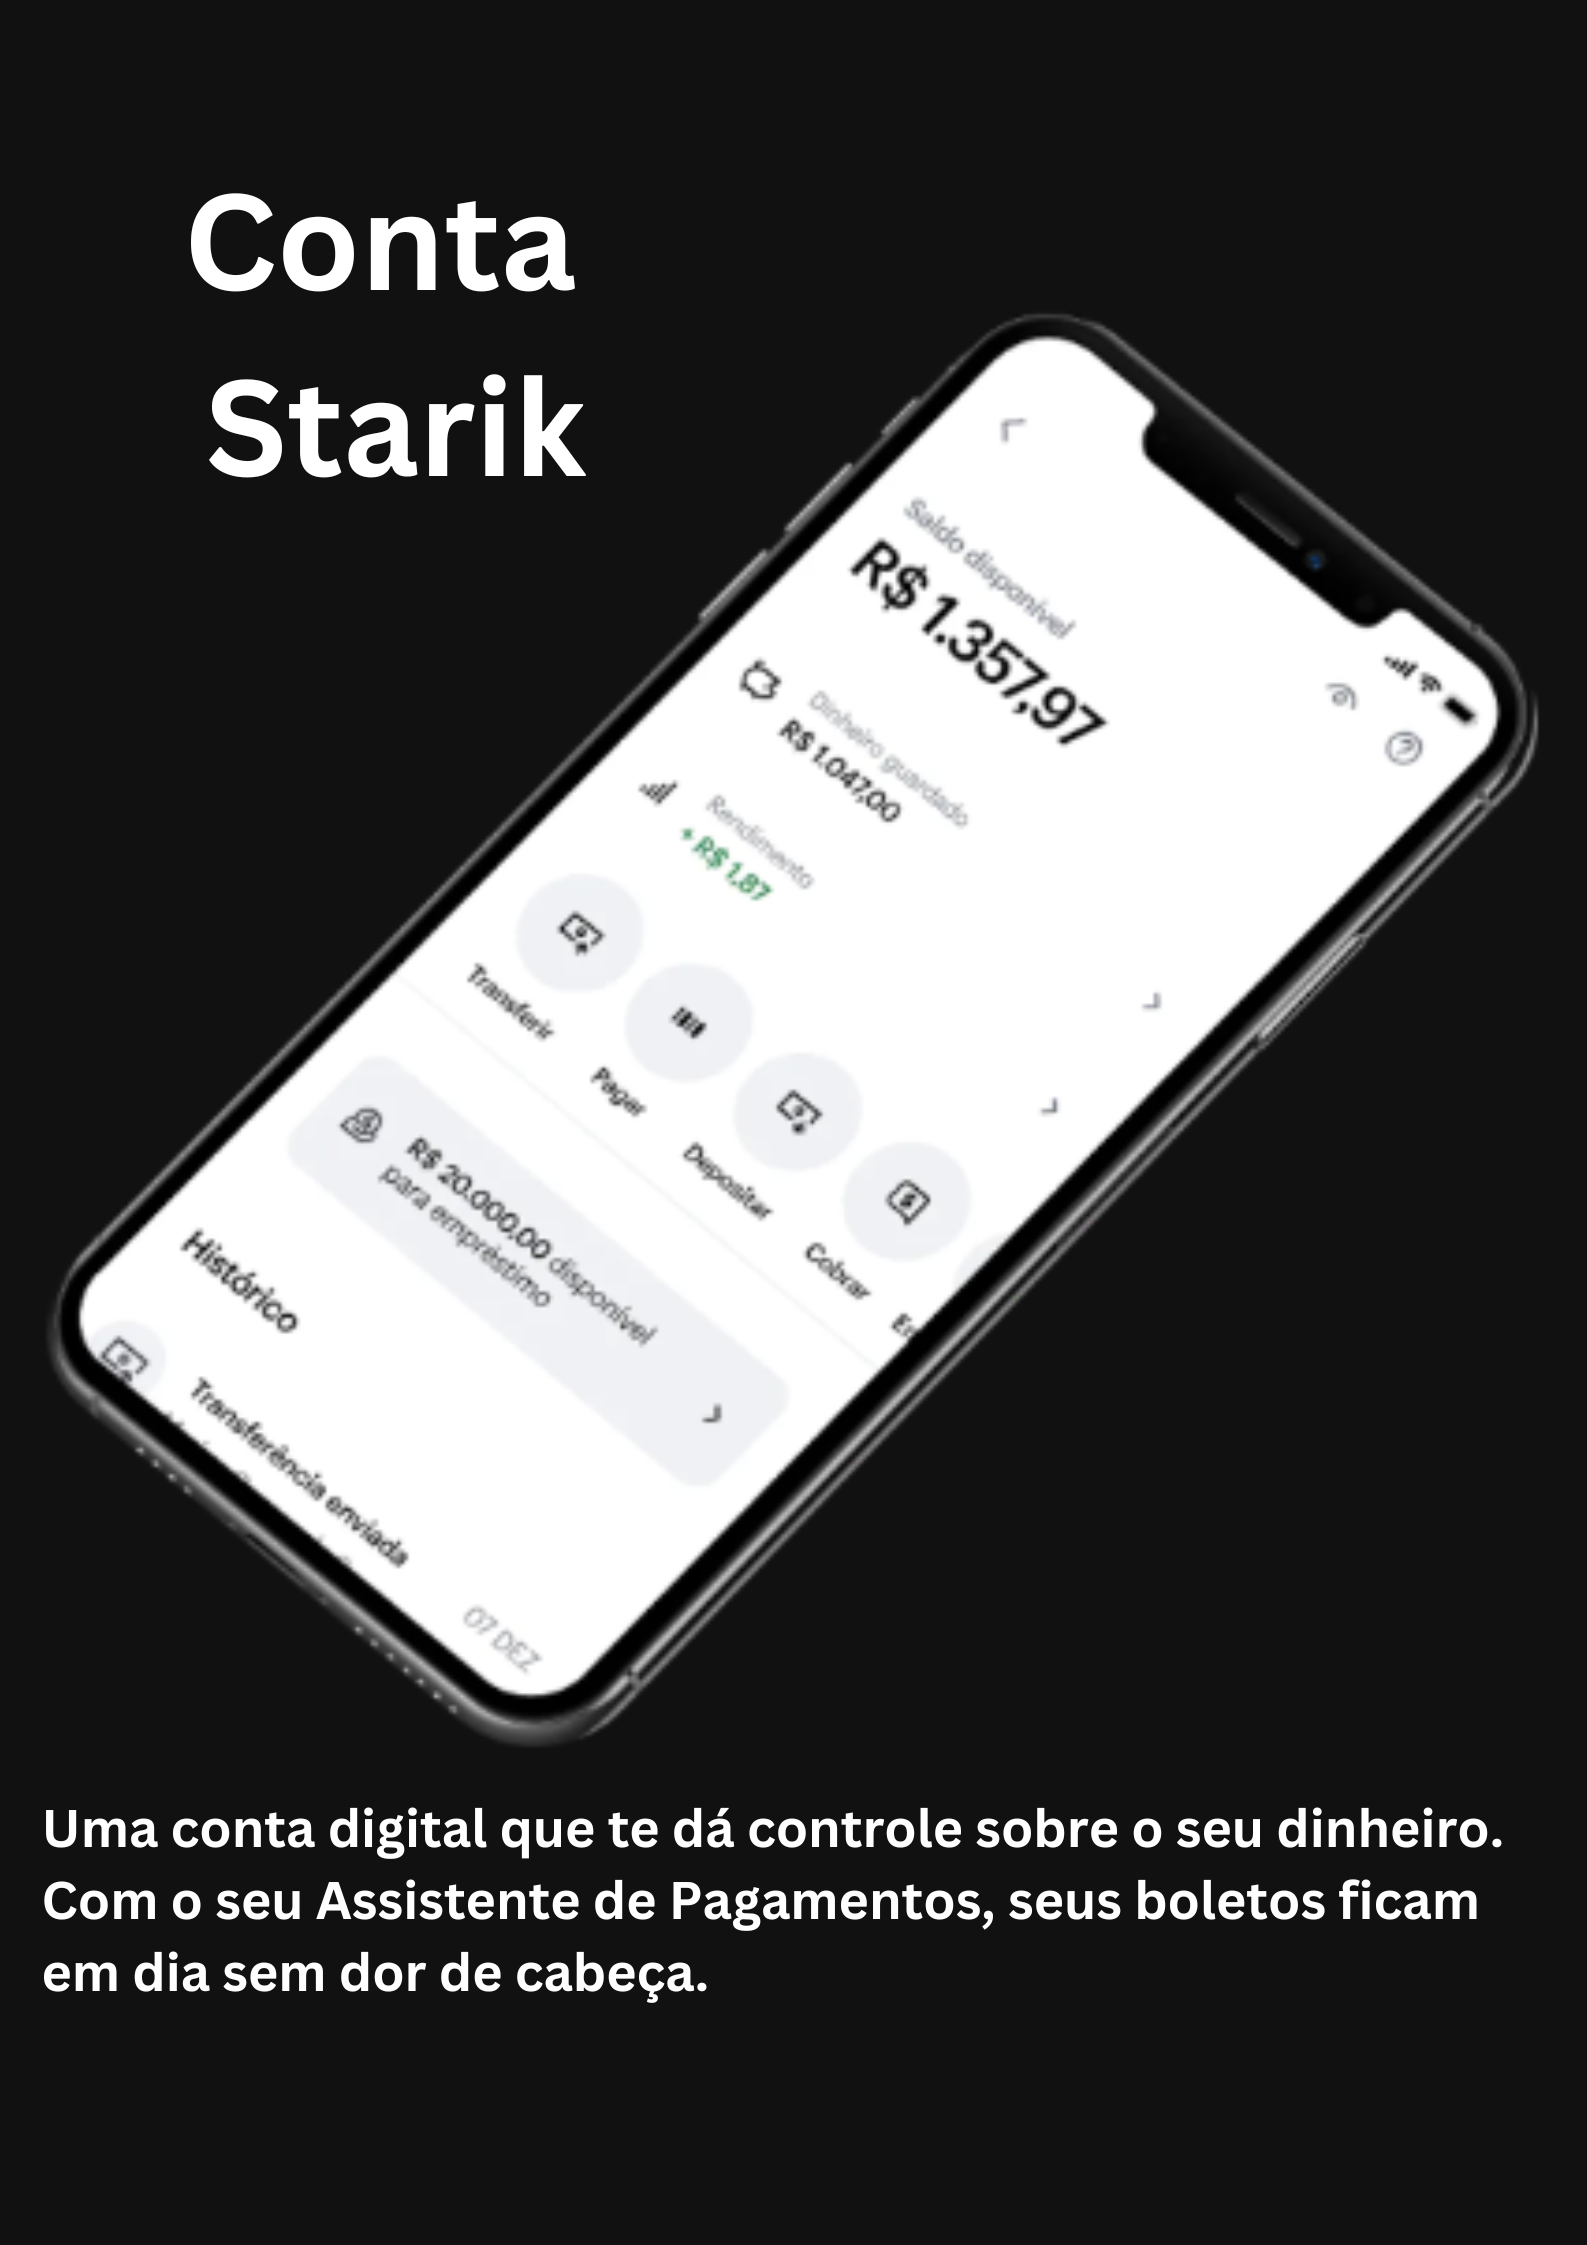 Conta
Starik
Saldo disponível
R$ 1.357,97
Dinheiro guardado
R$ 1.047,00
Rendimento
+ R$ 1,87
Transferir
Pagar
Depositar
Cobrar
R$ 20.000,00 disponível
para empréstimo
Histórico
Transferência enviada
07 DEZ
Uma conta digital que te dá controle sobre o seu dinheiro.
Com o seu Assistente de Pagamentos, seus boletos ficam
em dia sem dor de cabeça.